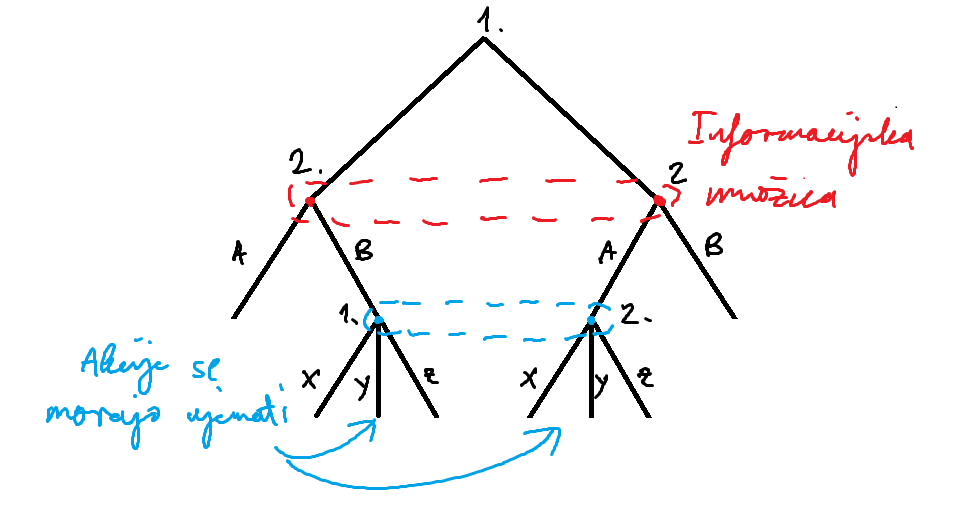 1.
Informacijska
množica
2.
2
A
B
A
B
1.
2.
Akcije se
morajo ujemati
x
y
z
x
y
z